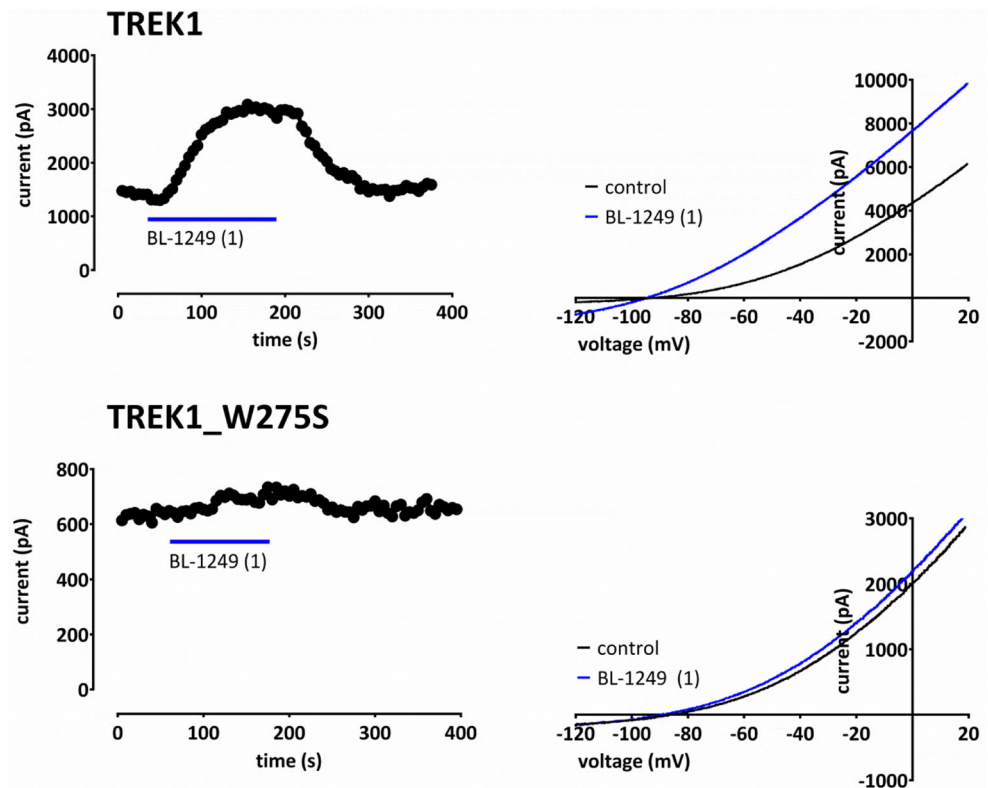 TREK1
4000
3000
2000
1000
0
current (pA)
BL-1249 (1)
0 100 200 300 400
time (s)
10000
8000
6000
4000
2000
-2000
current (pA)
control
BL-1249 (1)
-120 -100 -80 -60 -40 -20 20
voltage (mV)
TREK1_W275S
800
600
400
200
0
current (pA)
BL-1249 (1)
0 100 200 300 400
time (s)
3000
2000
1000
-1000
current (pA)
control
BL-1249 (1)
-120 -100 -80 -60 -40 -20 20
voltage (mV)